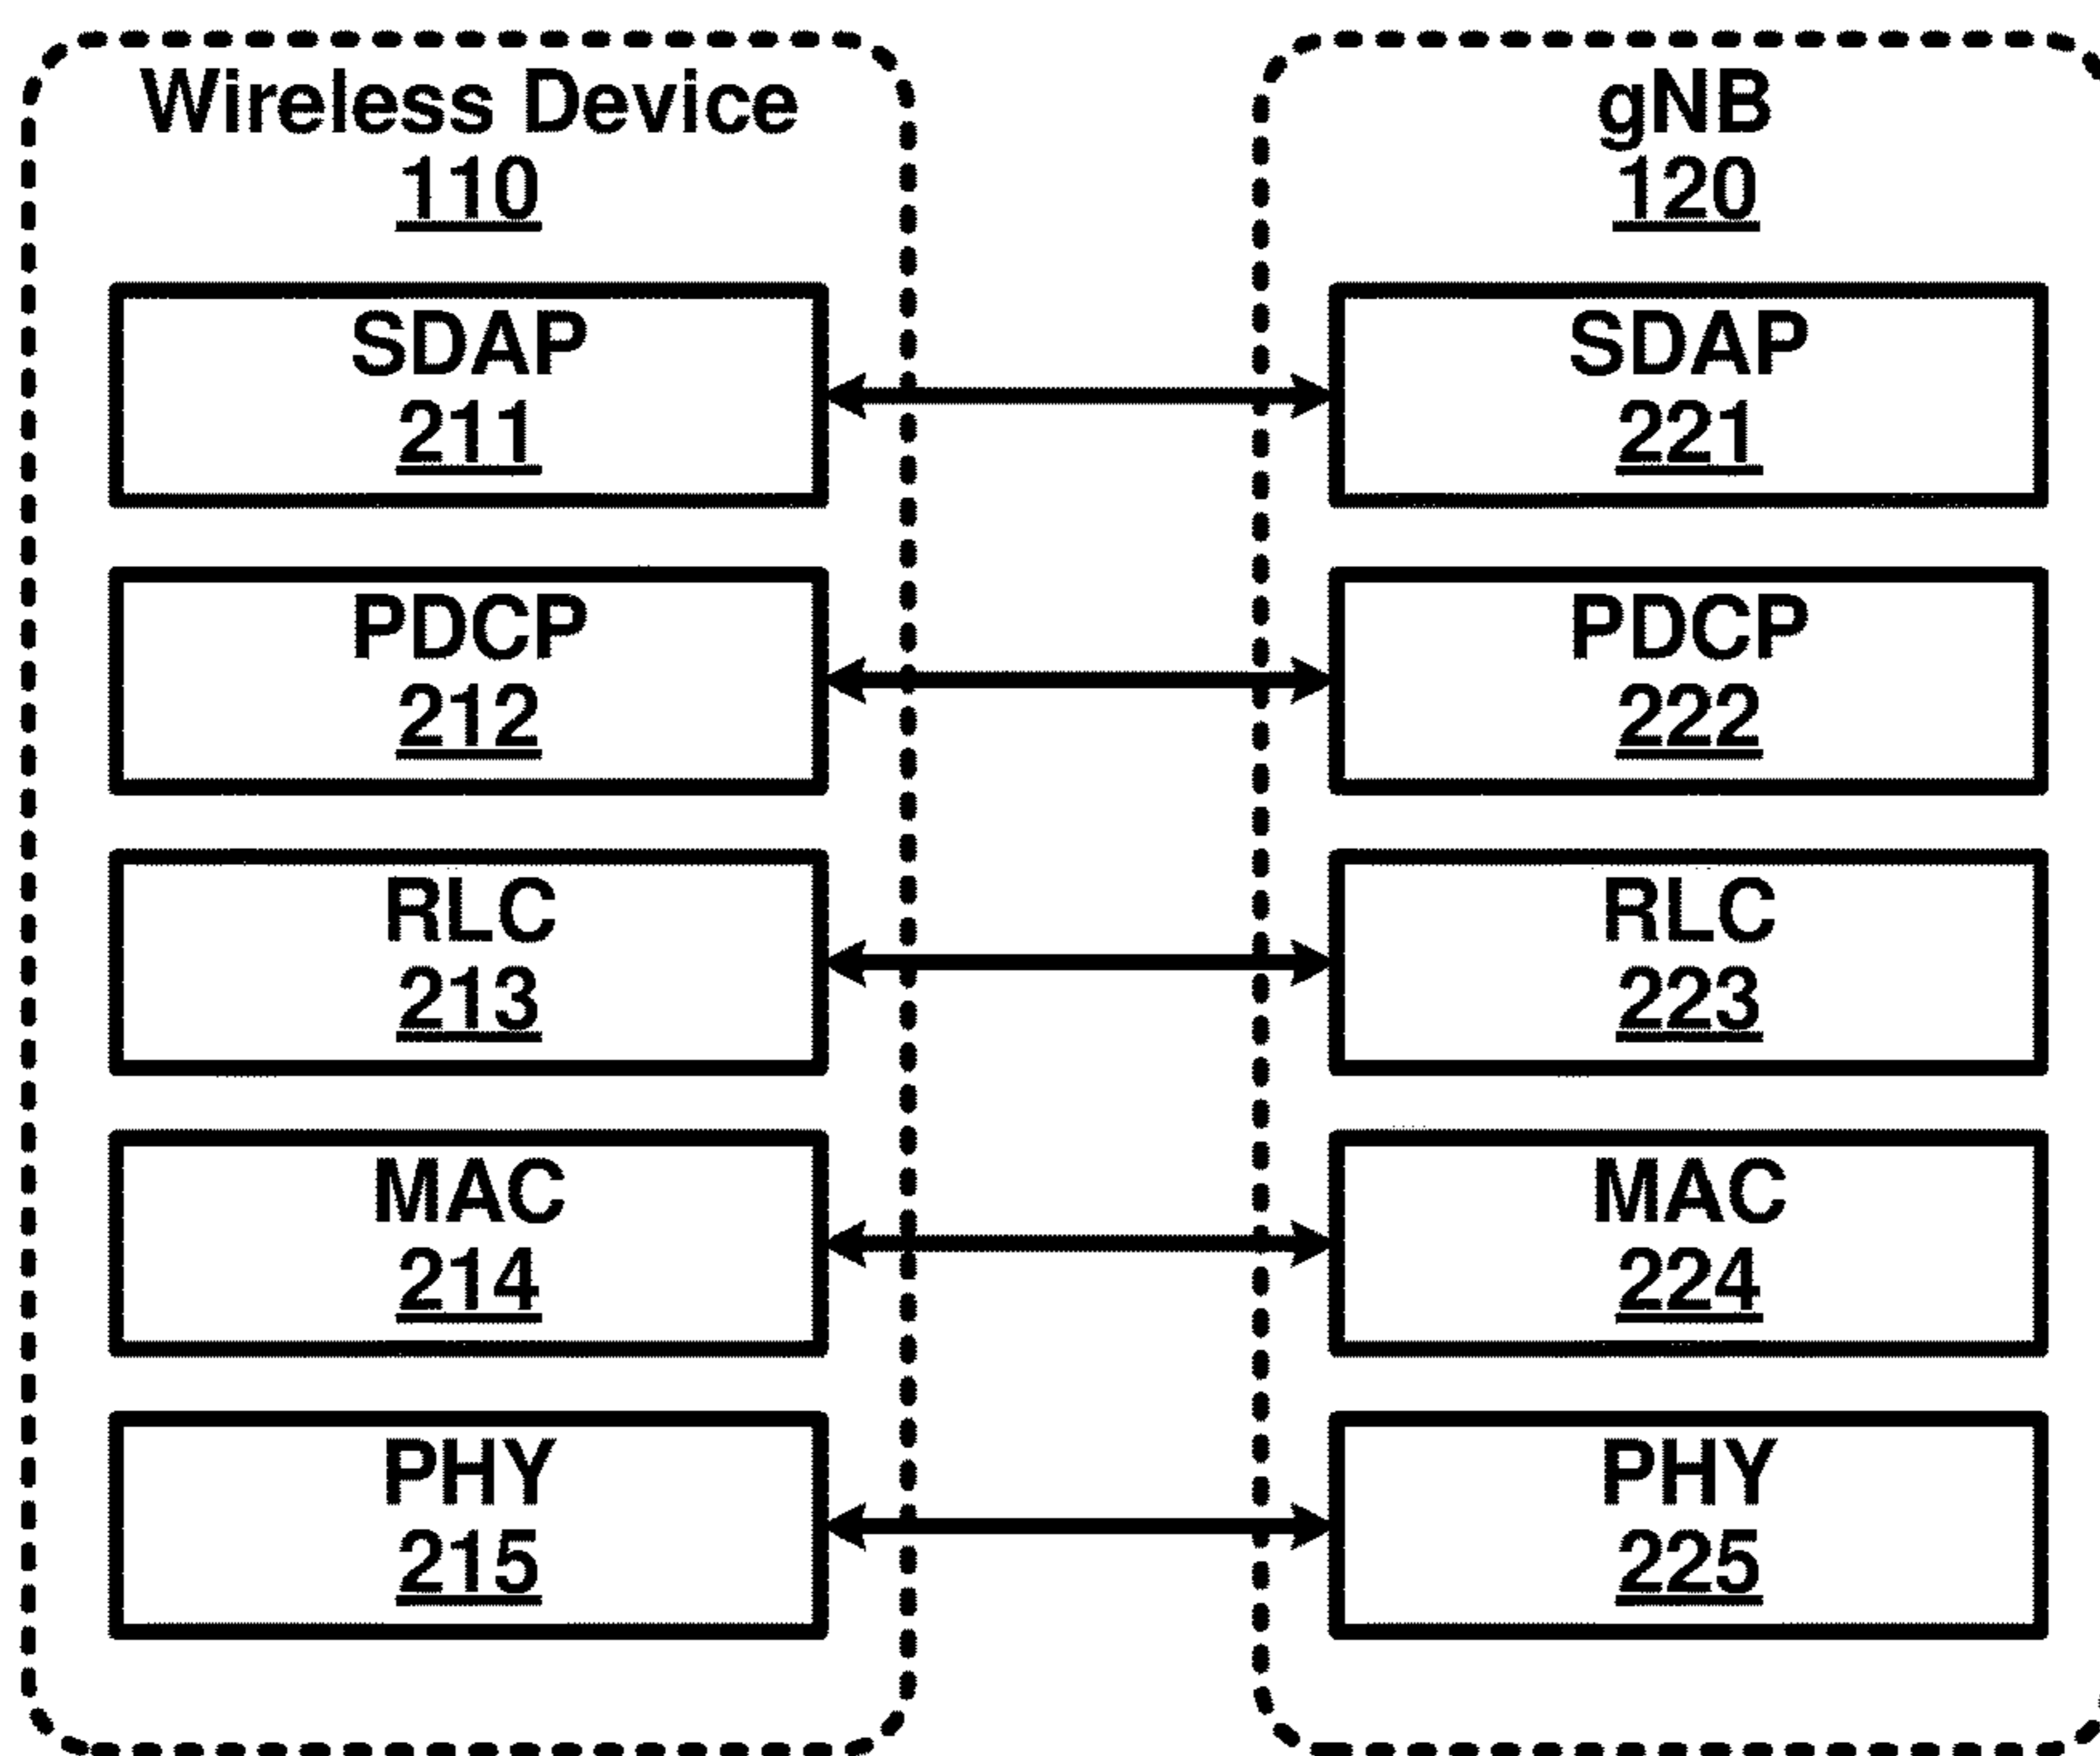 Wireless Device
110
SDAP
211
PDCP
212
RLC
213
MAC
214
PHY
215
gNB
120
SDAP
221
PDCP
222
RLC
223
MAC
224
PHY
225